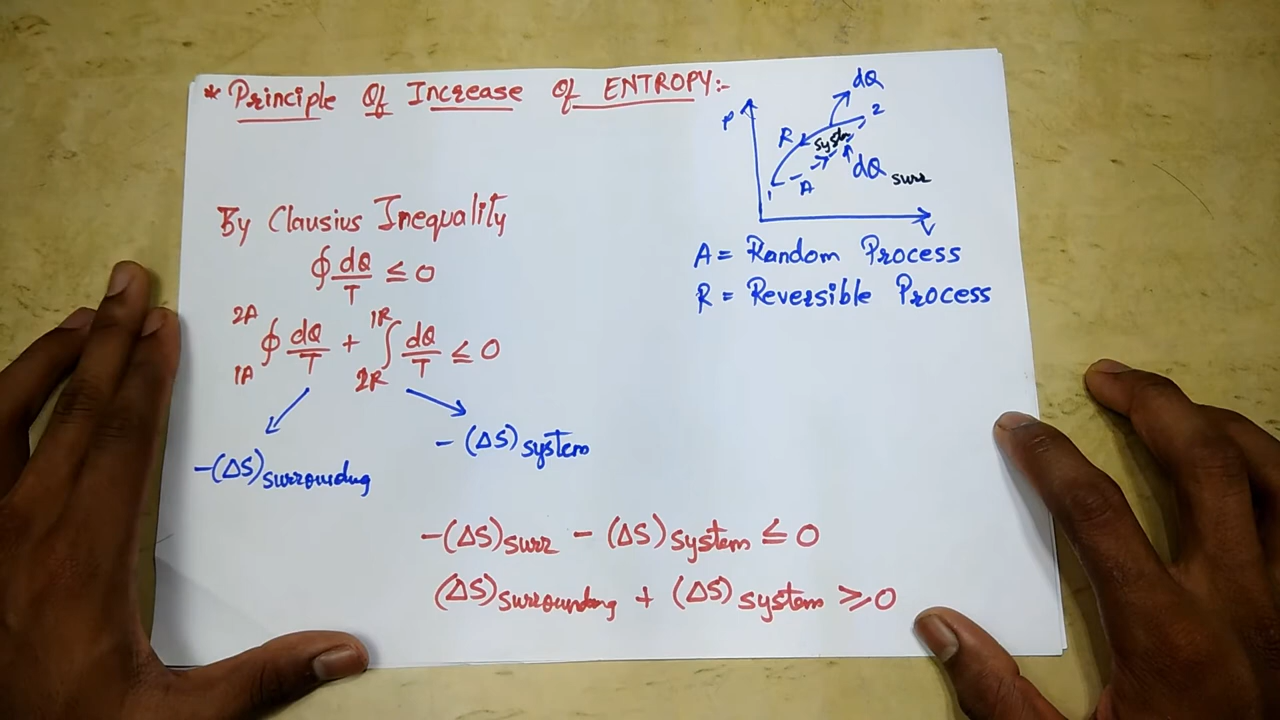 * Principle Of Increase Of ENTROPY:-
By Clausius Inequality
∮ dQ/T ≤ 0
2A 1A ∮ dQ/T + 1R 2R ∫ dQ/T ≤ 0
-(ΔS)surrounding
- (ΔS)system
-(ΔS)surr - (ΔS)system ≤ 0
(ΔS)surrounding + (ΔS)system ≥ 0
dQ
P
2
R
syste
dQ surr
1
A
V
A = Random Process
R = Reversible Process